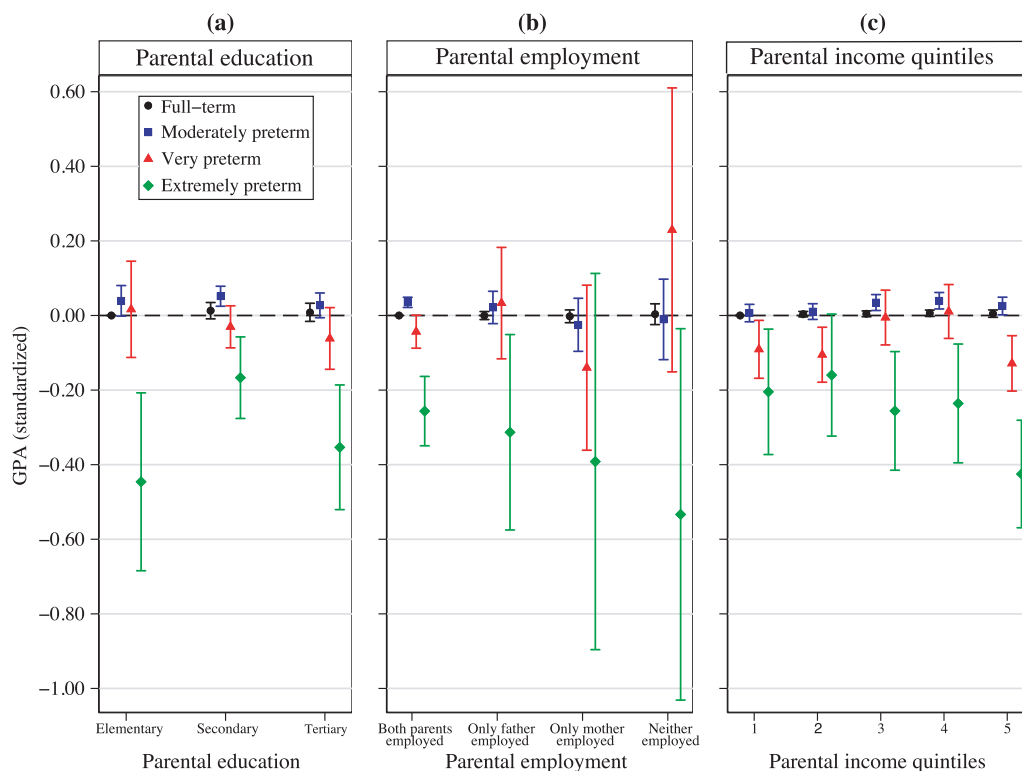 (a) (b) (c)
Parental education Parental employment Parental income quintiles
0.60
0.40
0.20
0.00
−0.20
−0.40
−0.60
−0.80
−1.00
GPA (standardized)
Full−term
Moderately preterm
Very preterm
Extremely preterm
Elementary Secondary Tertiary
Both parents employed Only father employed Only mother employed Neither employed
1 2 3 4 5
Parental education Parental employment Parental income quintiles